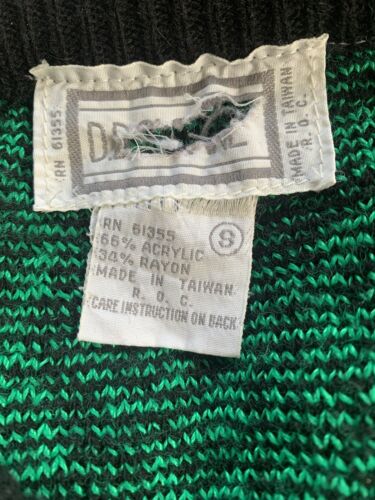 RN 61355
MADE IN TAIWAN
R. O. C.
RN 61355
S
66% ACRYLIC
34% RAYON
MADE IN TAIWAN
R. O. C.
CARE INSTRUCTION ON BACK